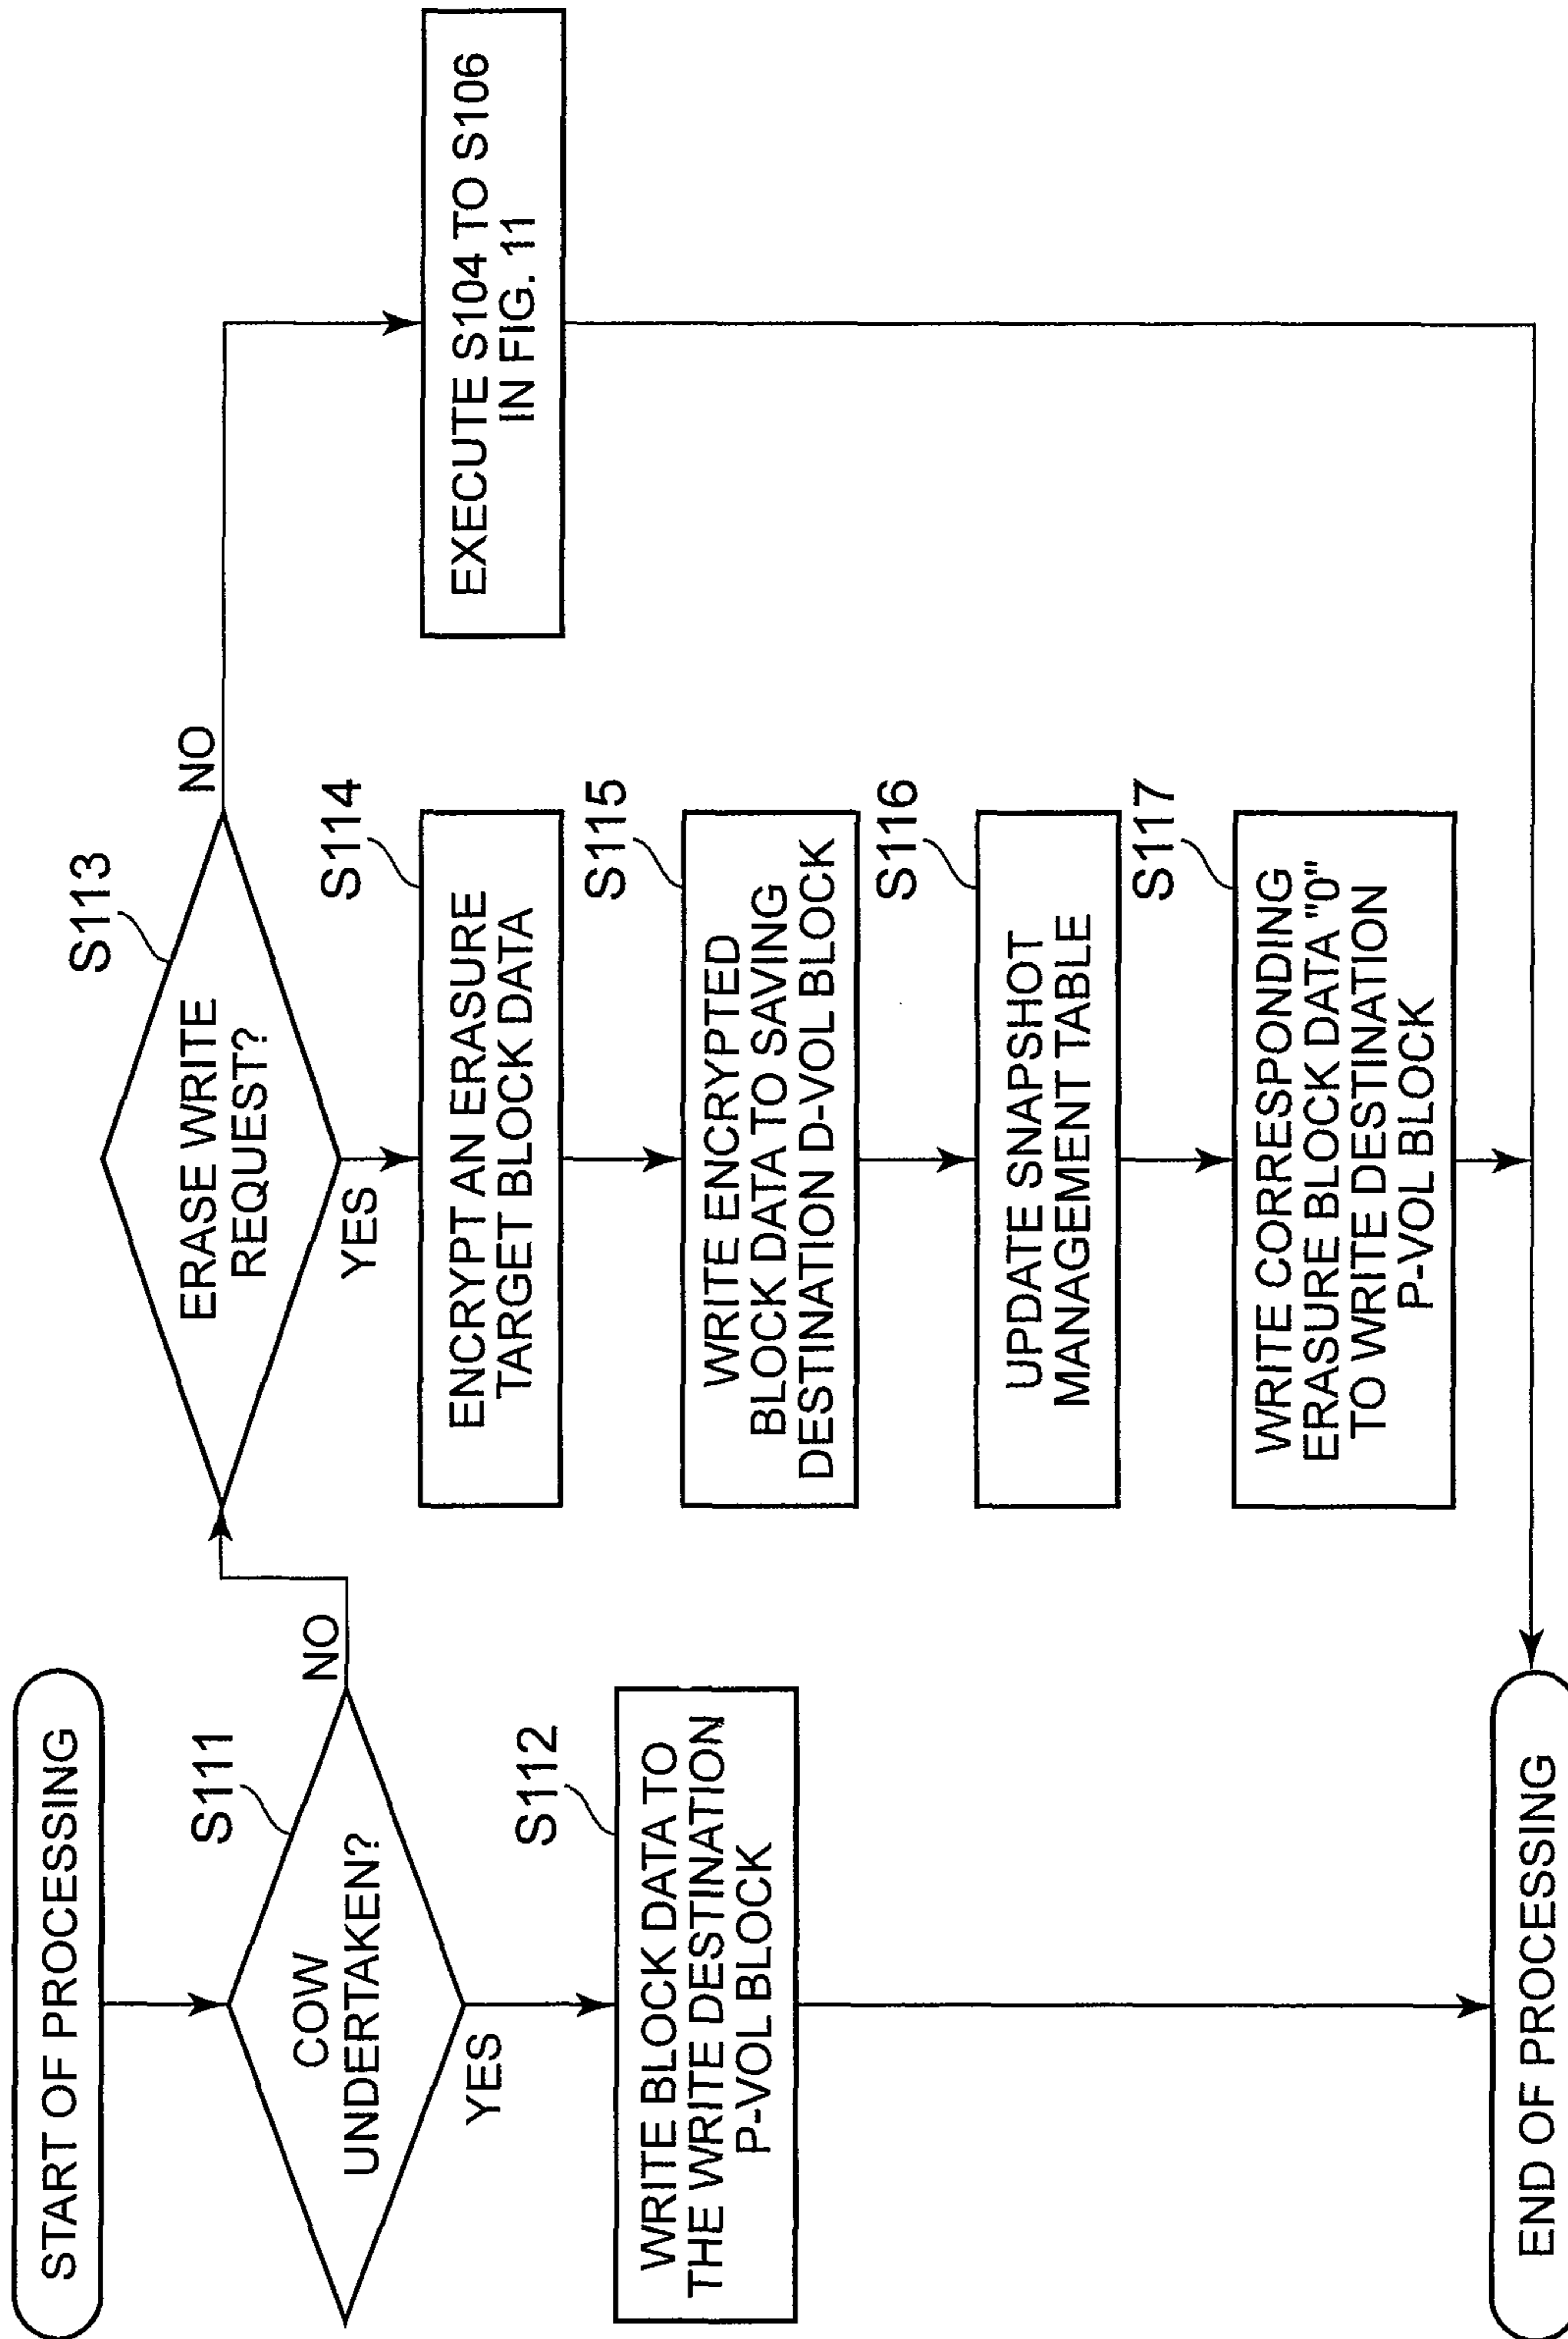 START OF PROCESSING
S111
COW
UNDERTAKEN?
NO
YES
S112
WRITE BLOCK DATA TO
THE WRITE DESTINATION
P-VOL BLOCK
S113
ERASE WRITE
REQUEST?
NO
YES
S114
ENCRYPT AN ERASURE
TARGET BLOCK DATA
S115
WRITE ENCRYPTED
BLOCK DATA TO SAVING
DESTINATION D-VOL BLOCK
S116
UPDATE SNAPSHOT
MANAGEMENT TABLE
S117
WRITE CORRESPONDING
ERASURE BLOCK DATA "0"
TO WRITE DESTINATION
P-VOL BLOCK
EXECUTE S104 TO S106
IN FIG. 11
END OF PROCESSING